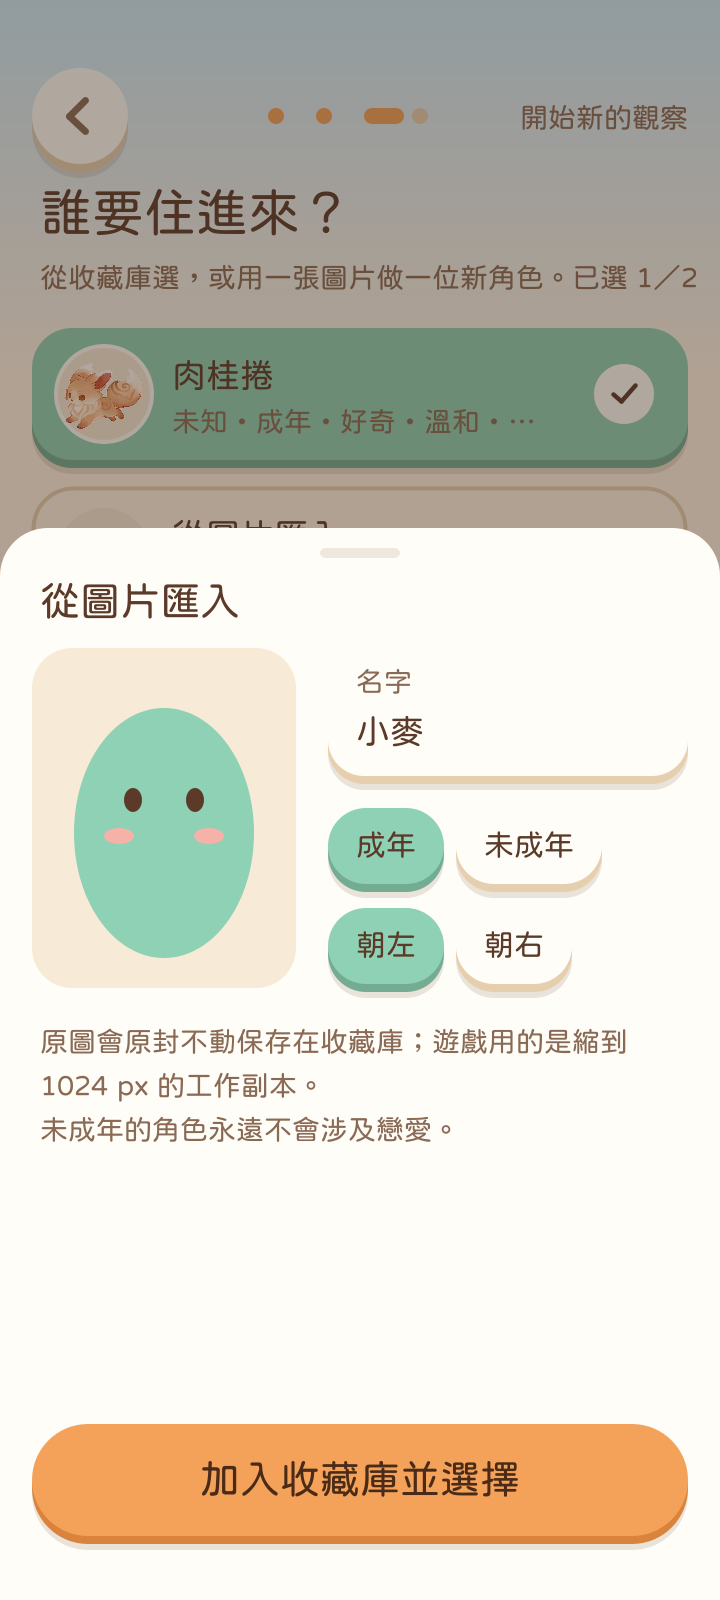 開始新的觀察
誰要住進來？
從收藏庫選，或用一張圖片做一位新角色。已選 1／2
肉桂捲
未知・成年・好奇・溫和・…
從圖片匯入
從圖片匯入
名字
小麥
成年
未成年
朝左
朝右
原圖會原封不動保存在收藏庫；遊戲用的是縮到
1024 px 的工作副本。
未成年的角色永遠不會涉及戀愛。
加入收藏庫並選擇